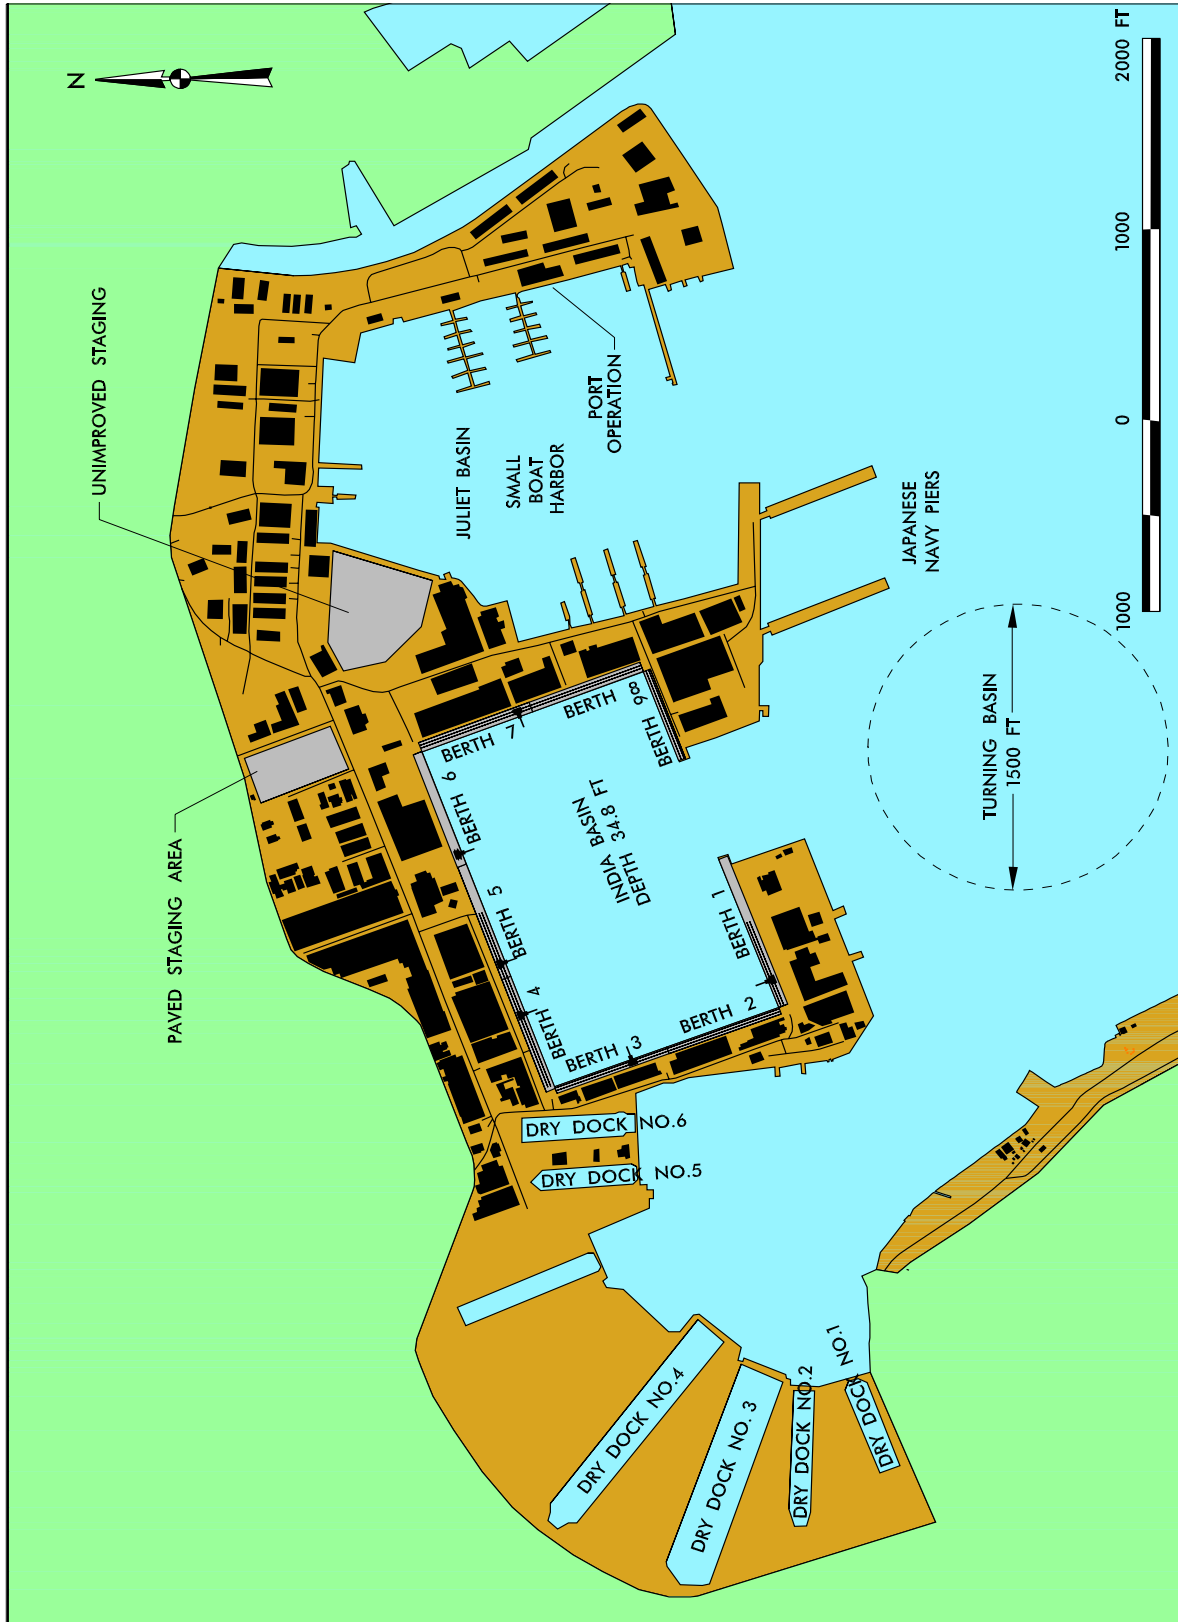 N
UNIMPROVED STAGING
PAVED STAGING AREA
JULIET BASIN
SMALL
BOAT
HARBOR
PORT
OPERATION
JAPANESE
NAVY PIERS
BERTH 1
BERTH 2
BERTH 3
BERTH 4
BERTH 5
BERTH 6
BERTH 7
BERTH 8
BERTH 9
INDIA BASIN
DEPTH 34.8 FT
TURNING BASIN
1500 FT
DRY DOCK NO.6
DRY DOCK NO.5
DRY DOCK NO.4
DRY DOCK NO. 3
DRY DOCK NO.2
DRY DOCK NO.1
1000 0 1000 2000 FT